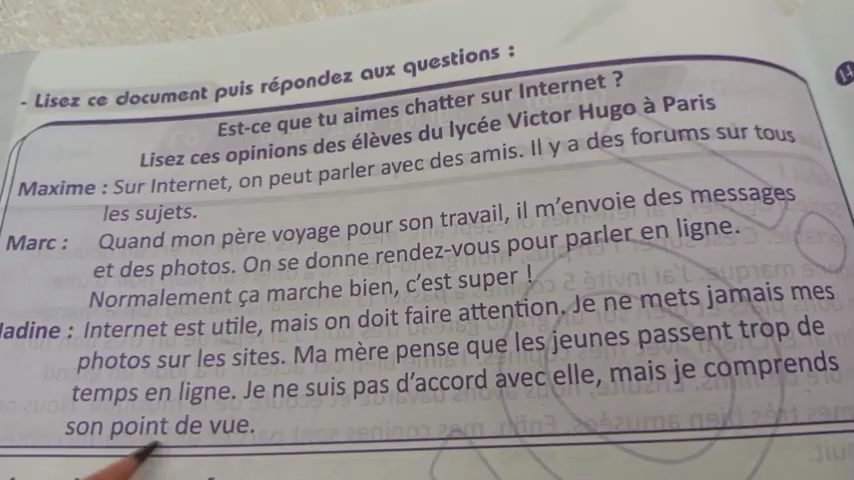 - Lisez ce document puis répondez aux questions :
14
Est-ce que tu aimes chatter sur Internet ?
Lisez ces opinions des élèves du lycée Victor Hugo à Paris
Maxime : Sur Internet, on peut parler avec des amis. Il y a des forums sur tous
les sujets.
Marc : Quand mon père voyage pour son travail, il m'envoie des messages
et des photos. On se donne rendez-vous pour parler en ligne.
Normalement ça marche bien, c'est super !
ladine : Internet est utile, mais on doit faire attention. Je ne mets jamais mes
photos sur les sites. Ma mère pense que les jeunes passent trop de
temps en ligne. Je ne suis pas d'accord avec elle, mais je comprends
son point de vue.